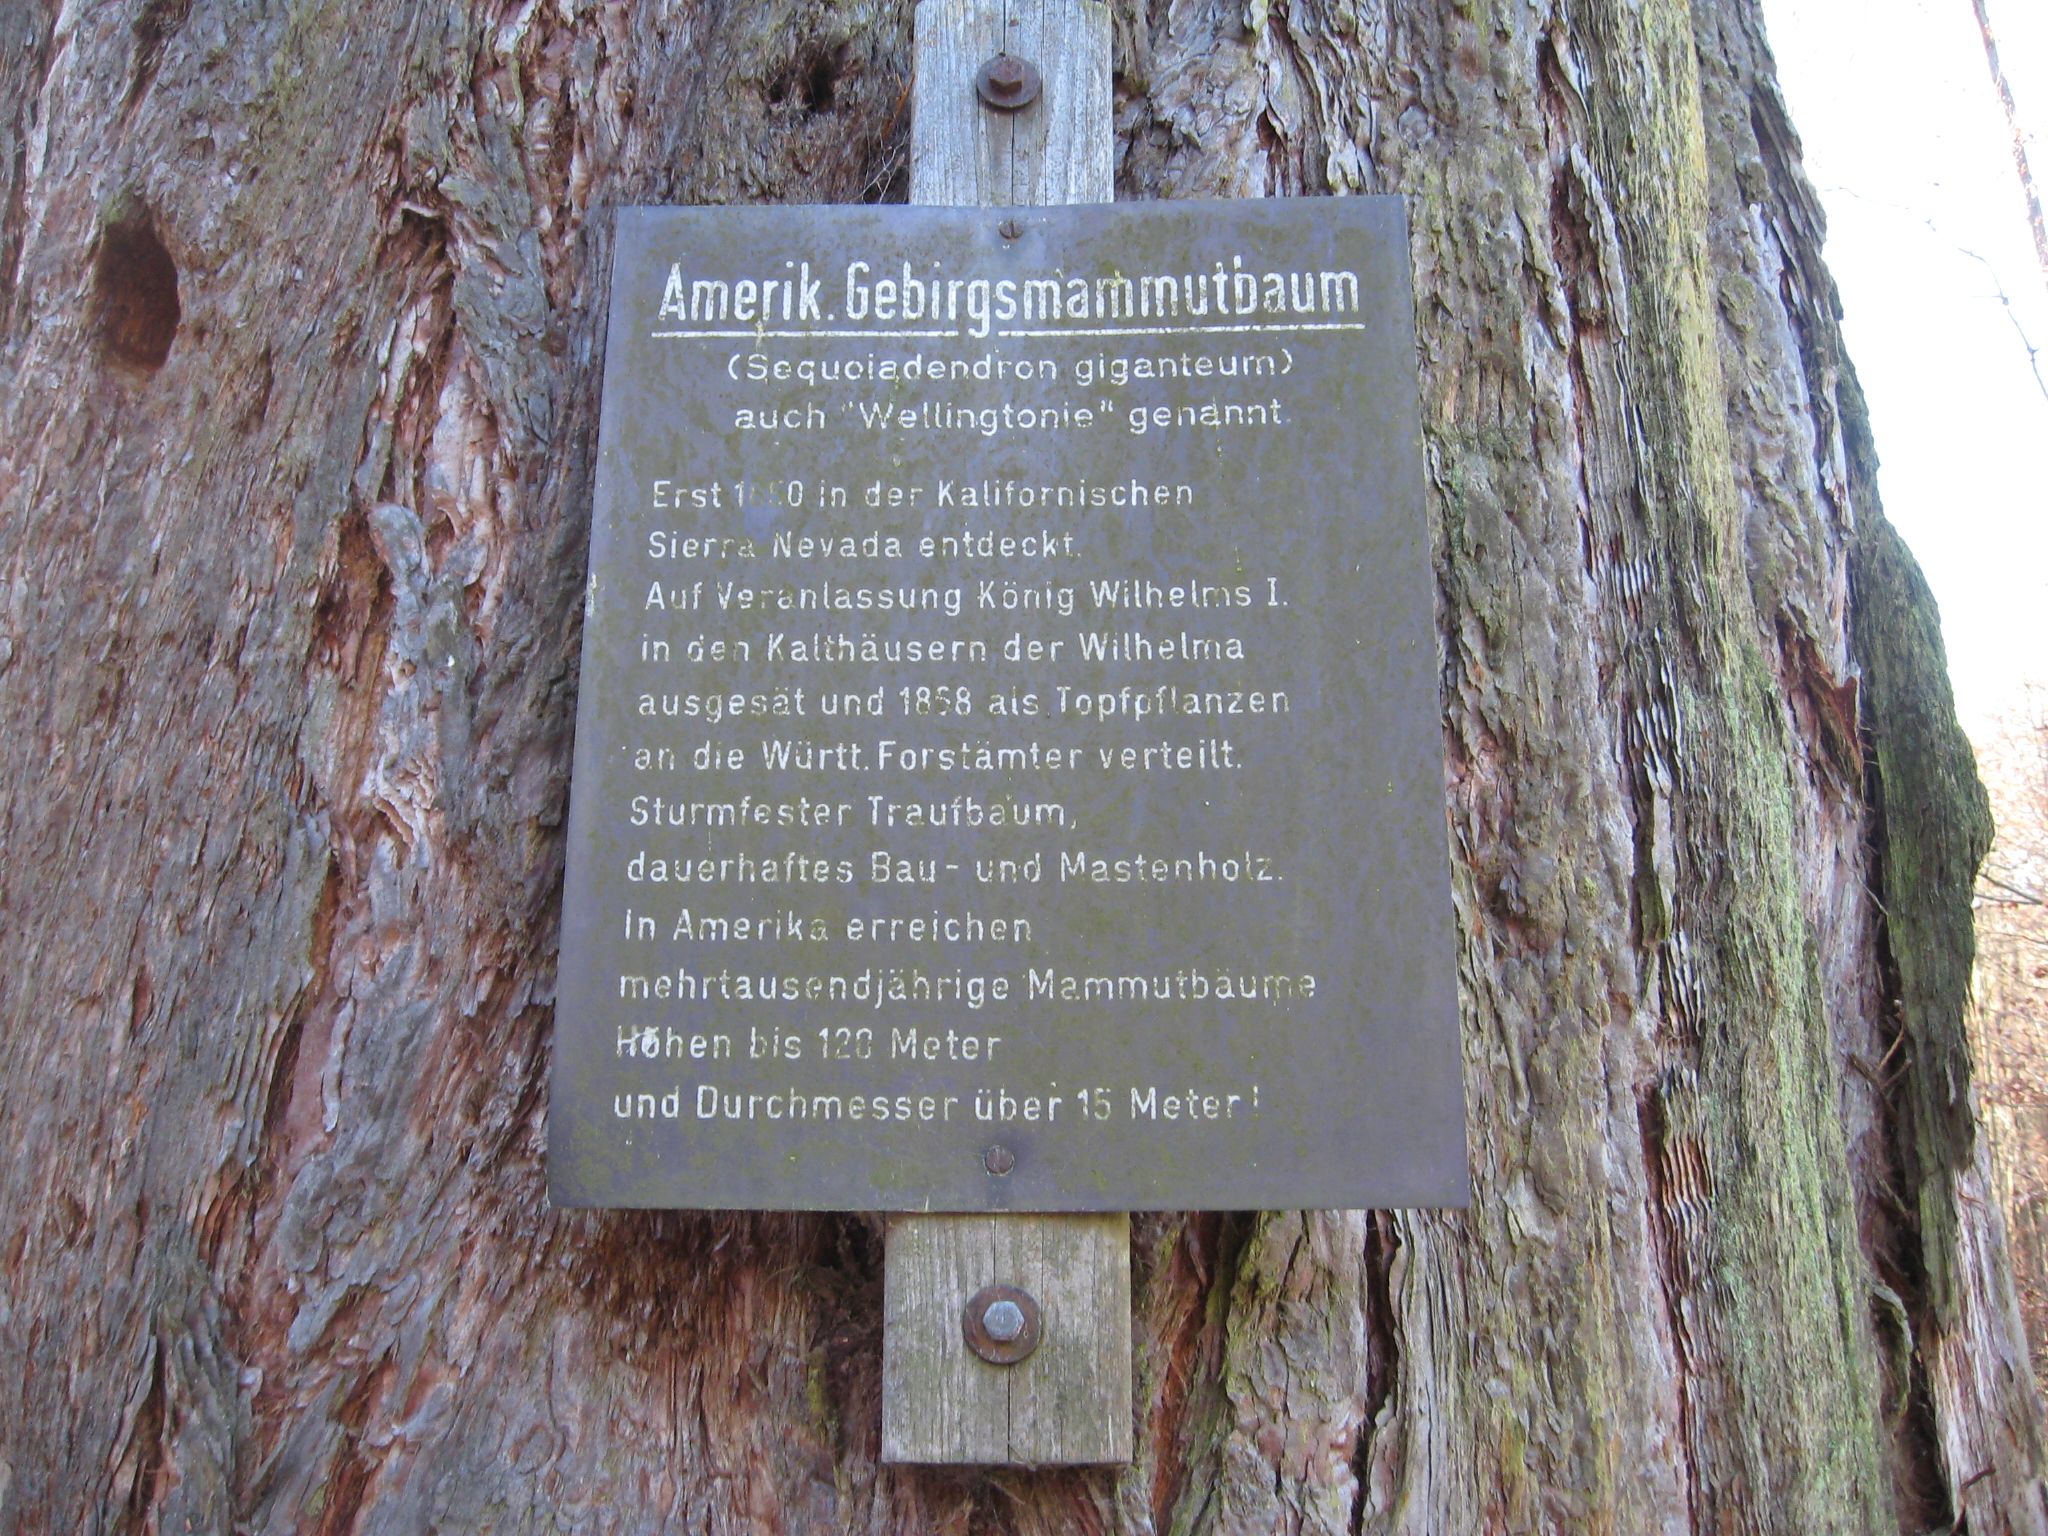 Amerik. Gebirgsmammutbaum
(Sequoiadendron giganteum)
auch "Wellingtonie" genannt.
Erst 1850 in der Kalifornischen
Sierra Nevada entdeckt.
Auf Veranlassung König Wilhelms I.
in den Kalthäusern der Wilhelma
ausgesät und 1868 als Topfpflanzen
an die Württ. Forstämter verteilt.
Sturmfester Traufbaum,
dauerhaftes Bau- und Mastenholz.
In Amerika erreichen
mehrtausendjährige Mammutbäume
Höhen bis 120 Meter
und Durchmesser über 15 Meter!